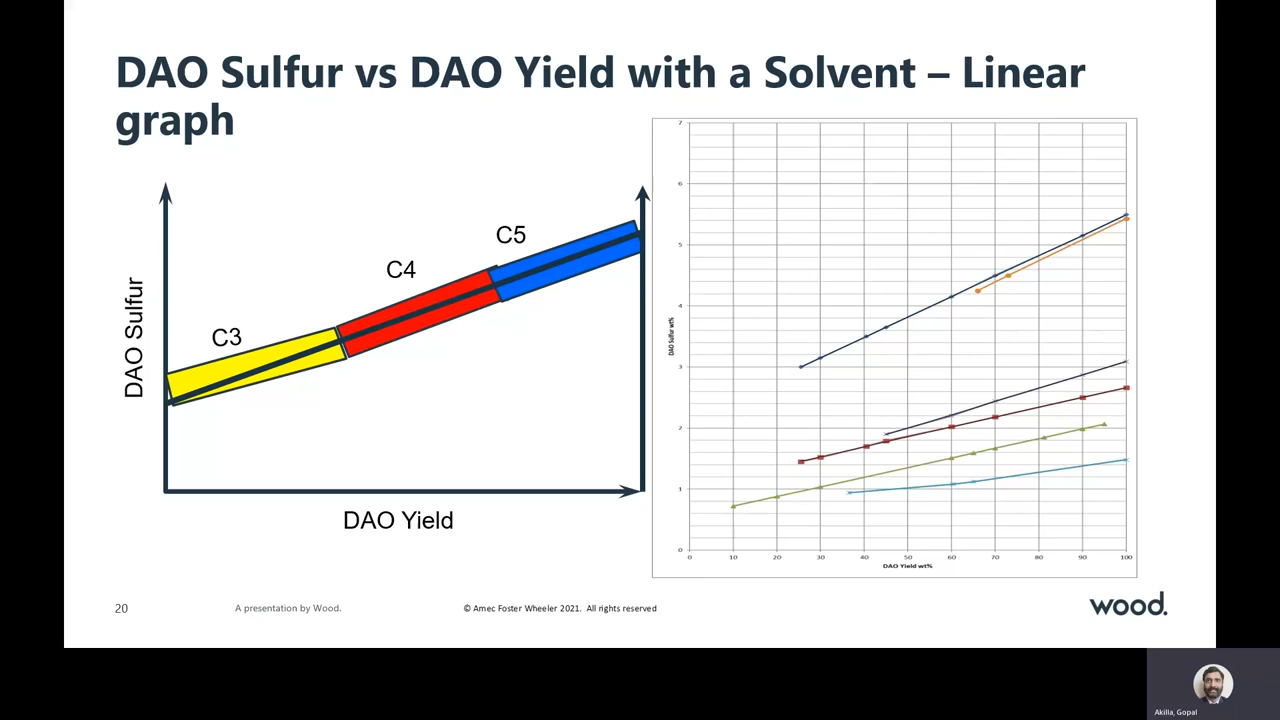 DAO Sulfur vs DAO Yield with a Solvent – Linear
graph
C3
C4
C5
DAO Sulfur
DAO Yield
7
6
5
4
3
2
1
0
DAO Sulfur wt%
0 10 20 30 40 50 60 70 80 90 100
DAO Yield wt%
20
A presentation by Wood.
© Amec Foster Wheeler 2021. All rights reserved
wood.
Akilla, Gopal